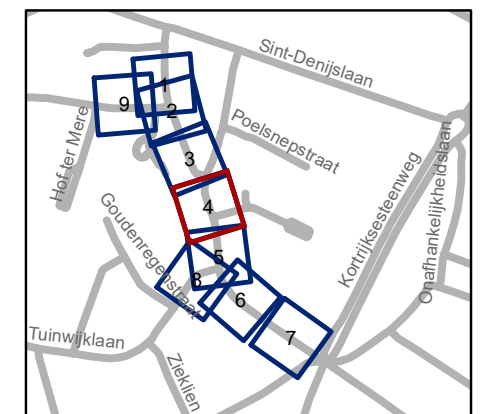 Sint-Denijslaan
1
9
2
Poelsnepstraat
Hof ter Mere
3
4
Kortrijksesteenweg
Onafhankelijkheidslaan
Goudenregenstraat
5
8
6
7
Tuinwijklaan
Zieklien